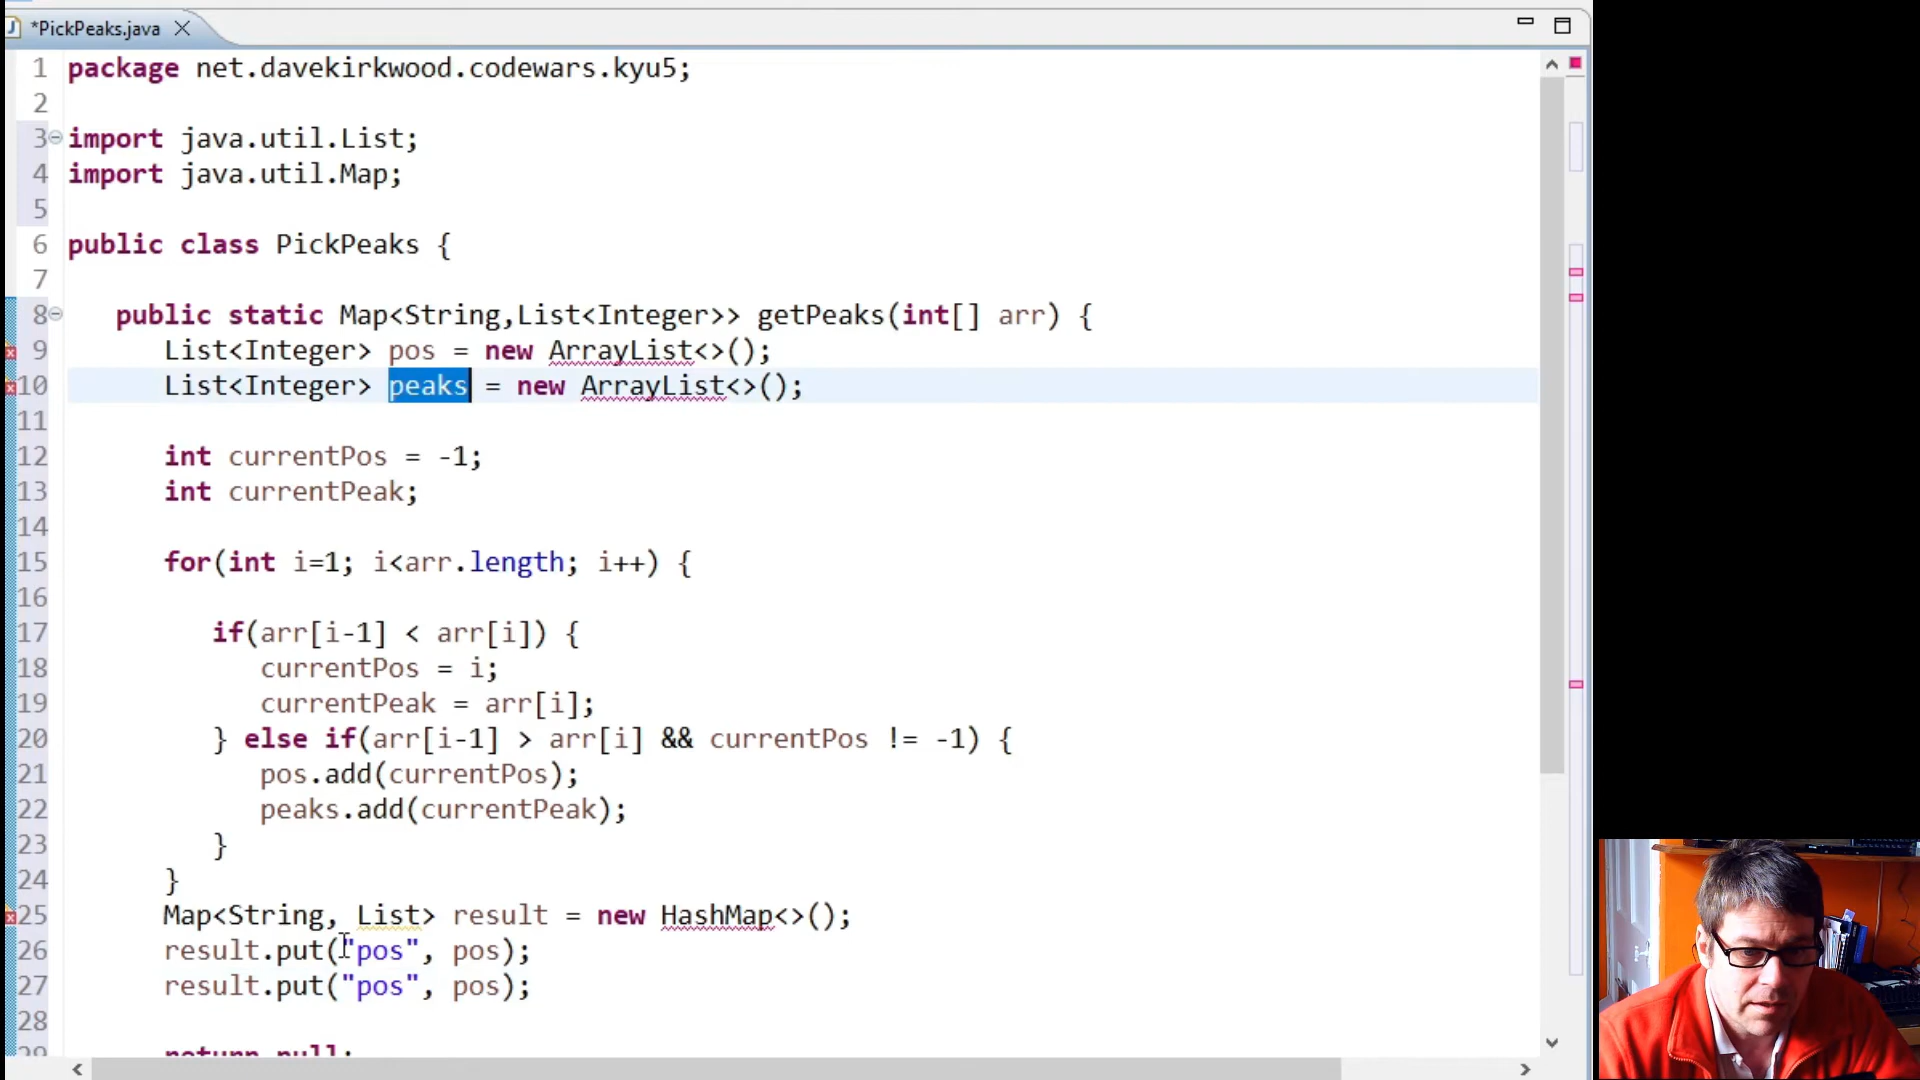 *PickPeaks.java
1 package net.davekirkwood.codewars.kyu5;
2
3 import java.util.List;
4 import java.util.Map;
5
6 public class PickPeaks {
7
8 public static Map<String,List<Integer>> getPeaks(int[] arr) {
9 List<Integer> pos = new ArrayList<>();
10 List<Integer> peaks = new ArrayList<>();
11
12 int currentPos = -1;
13 int currentPeak;
14
15 for(int i=1; i<arr.length; i++) {
16
17 if(arr[i-1] < arr[i]) {
18 currentPos = i;
19 currentPeak = arr[i];
20 } else if(arr[i-1] > arr[i] && currentPos != -1) {
21 pos.add(currentPos);
22 peaks.add(currentPeak);
23 }
24 }
25 Map<String, List> result = new HashMap<>();
26 result.put("pos", pos);
27 result.put("pos", pos);
28
29 return null;